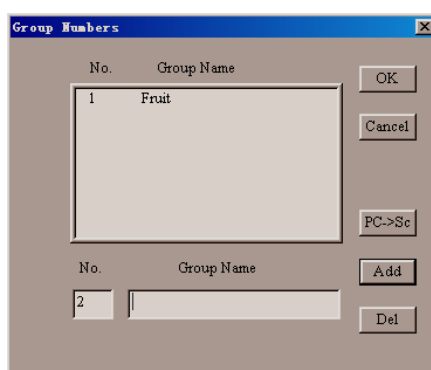 Group Numbers
No. Group Name
OK
1 Fruit
Cancel
PC->Sc
No. Group Name
Add
2
Del